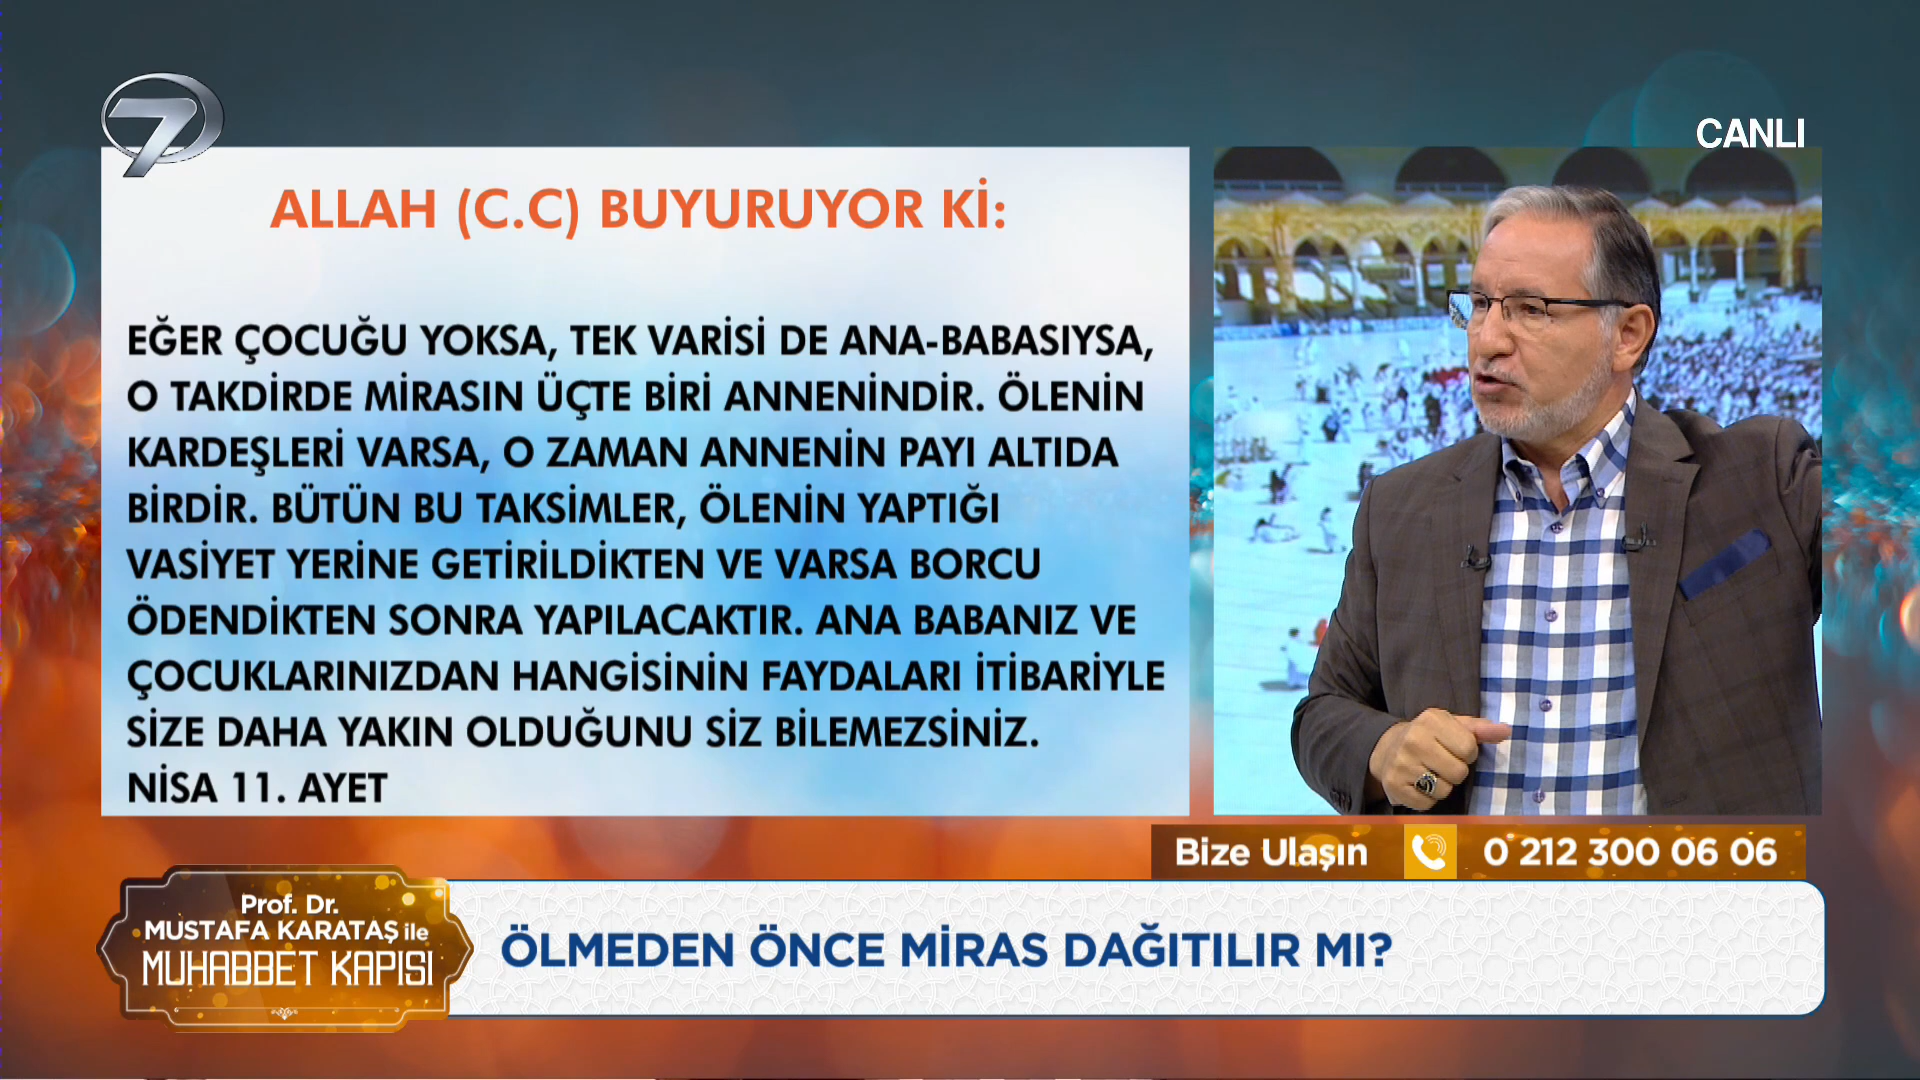 7
CANLI
ALLAH (C.C) BUYURUYOR Kİ:
EĞER ÇOCUĞU YOKSA, TEK VARİSİ DE ANA-BABASIYSA,
O TAKDİRDE MİRASIN ÜÇTE BİRİ ANNENİNDİR. ÖLENİN
KARDEŞLERİ VARSA, O ZAMAN ANNENİN PAYI ALTIDA
BİRDİR. BÜTÜN BU TAKSİMLER, ÖLENİN YAPTIĞI
VASİYET YERİNE GETİRİLDİKTEN VE VARSA BORCU
ÖDENDİKTEN SONRA YAPILACAKTIR. ANA BABANIZ VE
ÇOCUKLARINIZDAN HANGİSİNİN FAYDALARI İTİBARİYLE
SİZE DAHA YAKIN OLDUĞUNU SİZ BİLEMEZSİNİZ.
NİSA 11. AYET
Bize Ulaşın 0 212 300 06 06
Prof. Dr.
MUSTAFA KARATAŞ ile
MUHABBET KAPISI
ÖLMEDEN ÖNCE MİRAS DAĞITILIR MI?